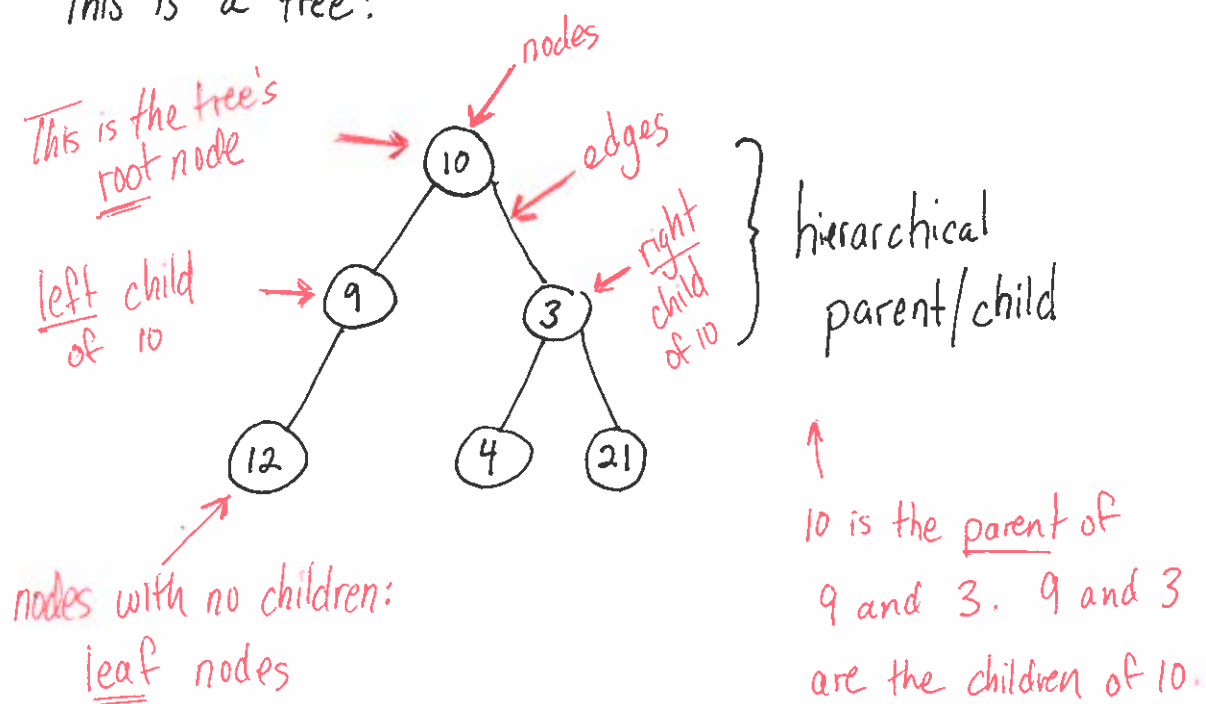 This is a tree:
nodes
This is the tree's
root node
10
edges
hierarchical
parent/child
left child
of 10
9
3
right
child
of 10
12
4
21
10 is the parent of
9 and 3. 9 and 3
are the children of 10.
nodes with no children:
leaf nodes